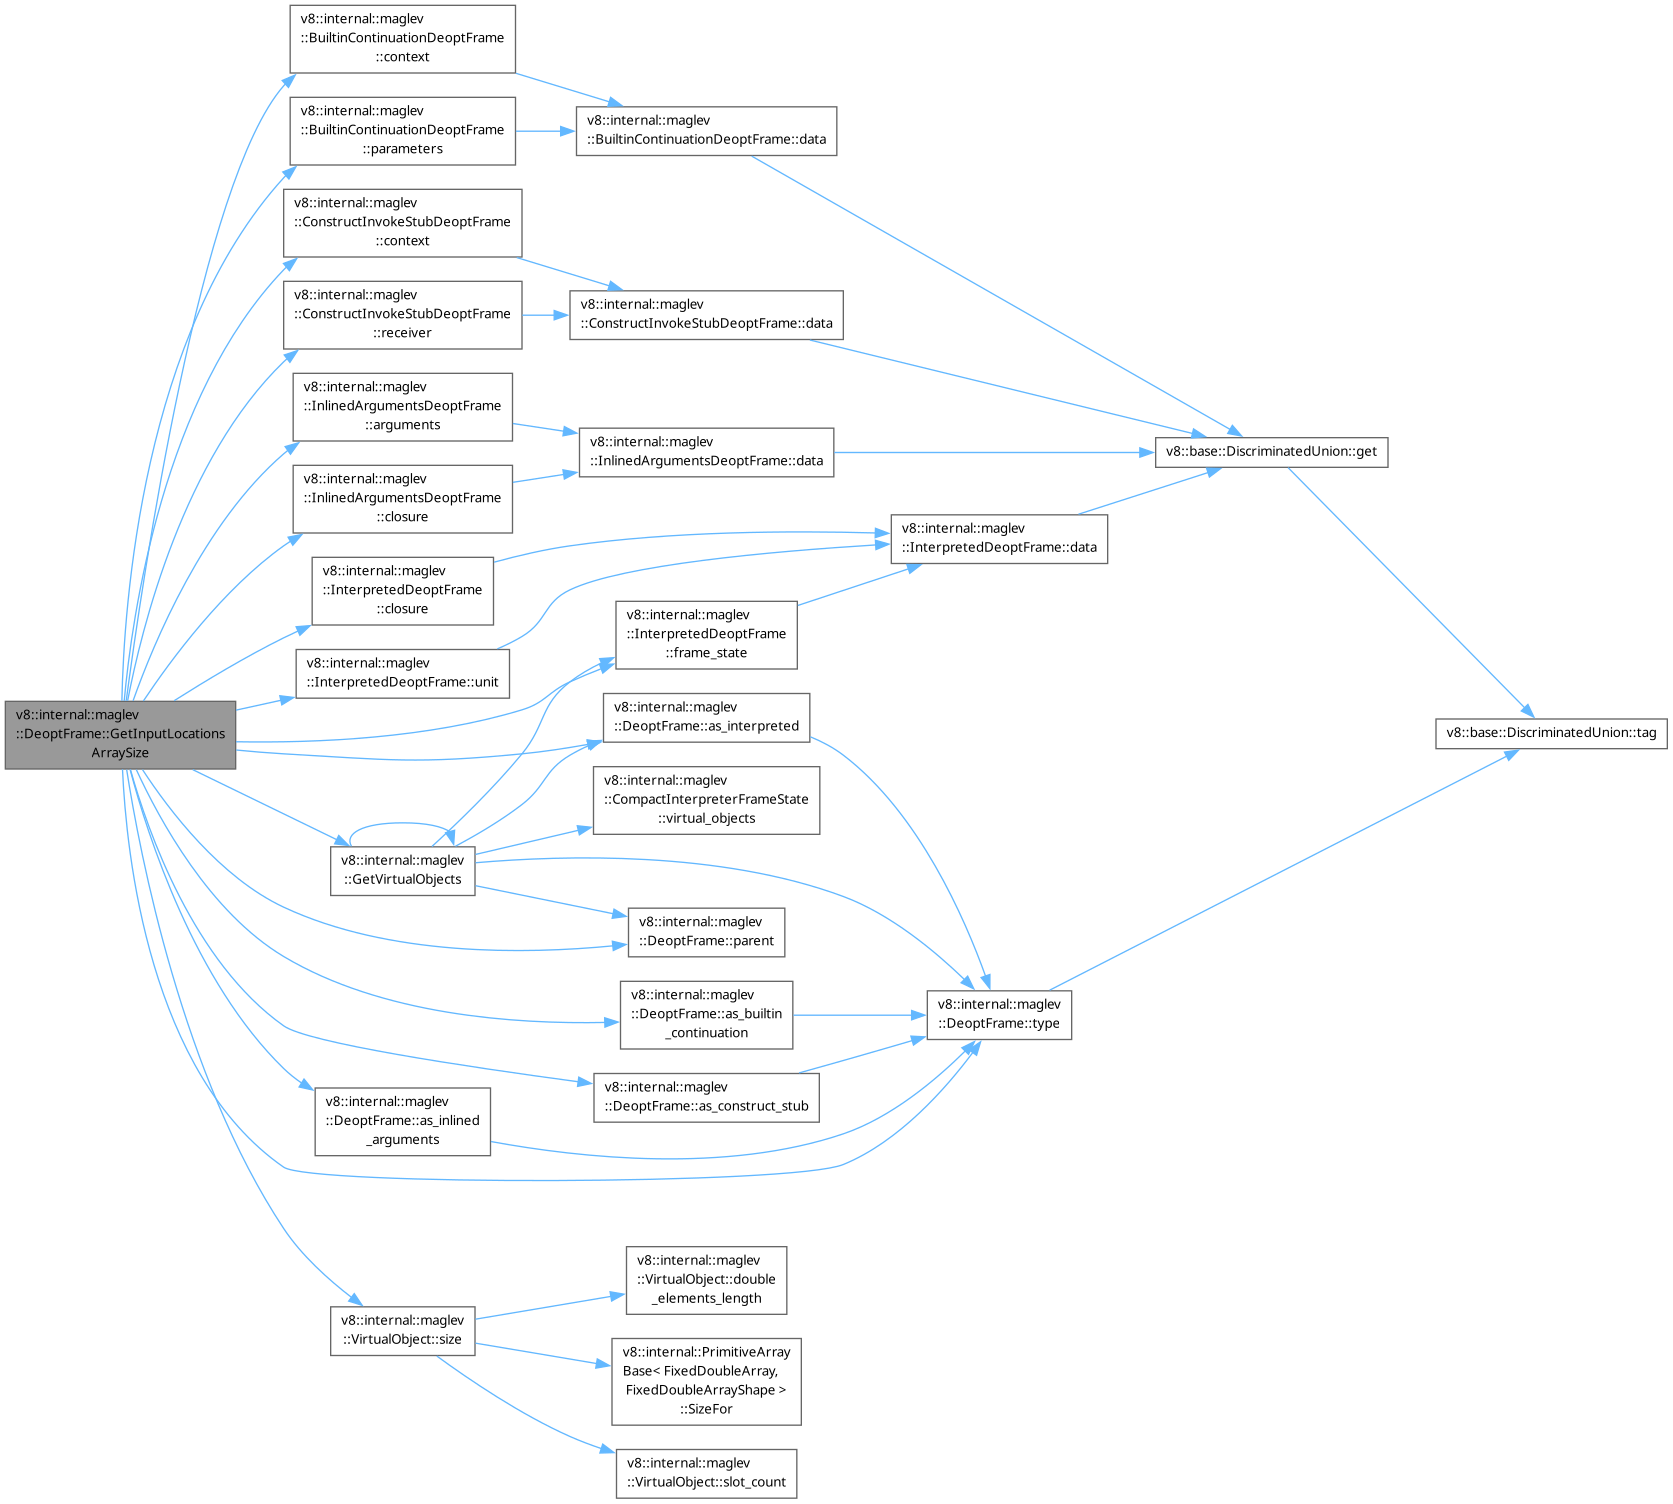 v8::internal::maglev
::BuiltinContinuationDeoptFrame
::context
v8::internal::maglev
::BuiltinContinuationDeoptFrame
::parameters
v8::internal::maglev
::BuiltinContinuationDeoptFrame::data
v8::internal::maglev
::ConstructInvokeStubDeoptFrame
::context
v8::internal::maglev
::ConstructInvokeStubDeoptFrame
::receiver
v8::internal::maglev
::ConstructInvokeStubDeoptFrame::data
v8::internal::maglev
::InlinedArgumentsDeoptFrame
::arguments
v8::internal::maglev
::InlinedArgumentsDeoptFrame::data
v8::base::DiscriminatedUnion::get
v8::internal::maglev
::InlinedArgumentsDeoptFrame
::closure
v8::internal::maglev
::InterpretedDeoptFrame::data
v8::internal::maglev
::InterpretedDeoptFrame
::closure
v8::internal::maglev
::InterpretedDeoptFrame
::frame_state
v8::internal::maglev
::InterpretedDeoptFrame::unit
v8::internal::maglev
::DeoptFrame::GetInputLocations
ArraySize
v8::internal::maglev
::DeoptFrame::as_interpreted
v8::base::DiscriminatedUnion::tag
v8::internal::maglev
::CompactInterpreterFrameState
::virtual_objects
v8::internal::maglev
::GetVirtualObjects
v8::internal::maglev
::DeoptFrame::parent
v8::internal::maglev
::DeoptFrame::as_builtin
_continuation
v8::internal::maglev
::DeoptFrame::type
v8::internal::maglev
::DeoptFrame::as_construct_stub
v8::internal::maglev
::DeoptFrame::as_inlined
_arguments
v8::internal::maglev
::VirtualObject::double
_elements_length
v8::internal::maglev
::VirtualObject::size
v8::internal::PrimitiveArray
Base< FixedDoubleArray,
FixedDoubleArrayShape >
::SizeFor
v8::internal::maglev
::VirtualObject::slot_count